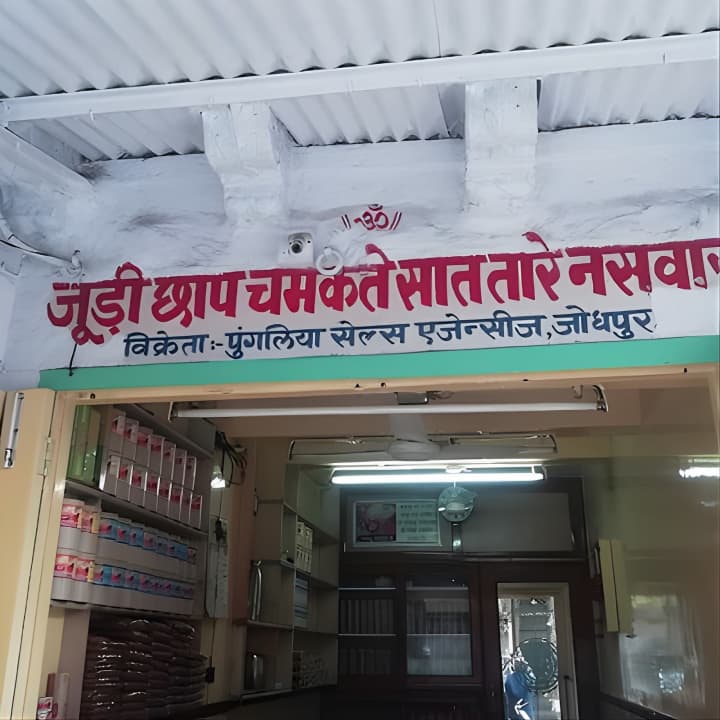 ॥ ॐ ॥
जूड़ी छाप चमकते सात तारे नसवार
विक्रेता:- पुंगलिया सेल्स एजेन्सीज, जोधपुर